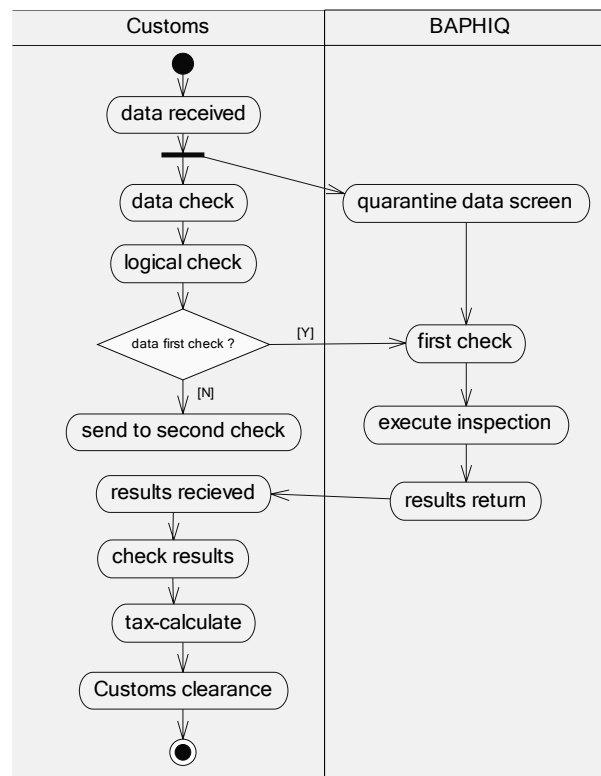 Customs
BAPHIQ
data received
data check
quarantine data screen
logical check
data first check ?
[Y]
first check
[N]
send to second check
execute inspection
results recieved
results return
check results
tax-calculate
Customs clearance